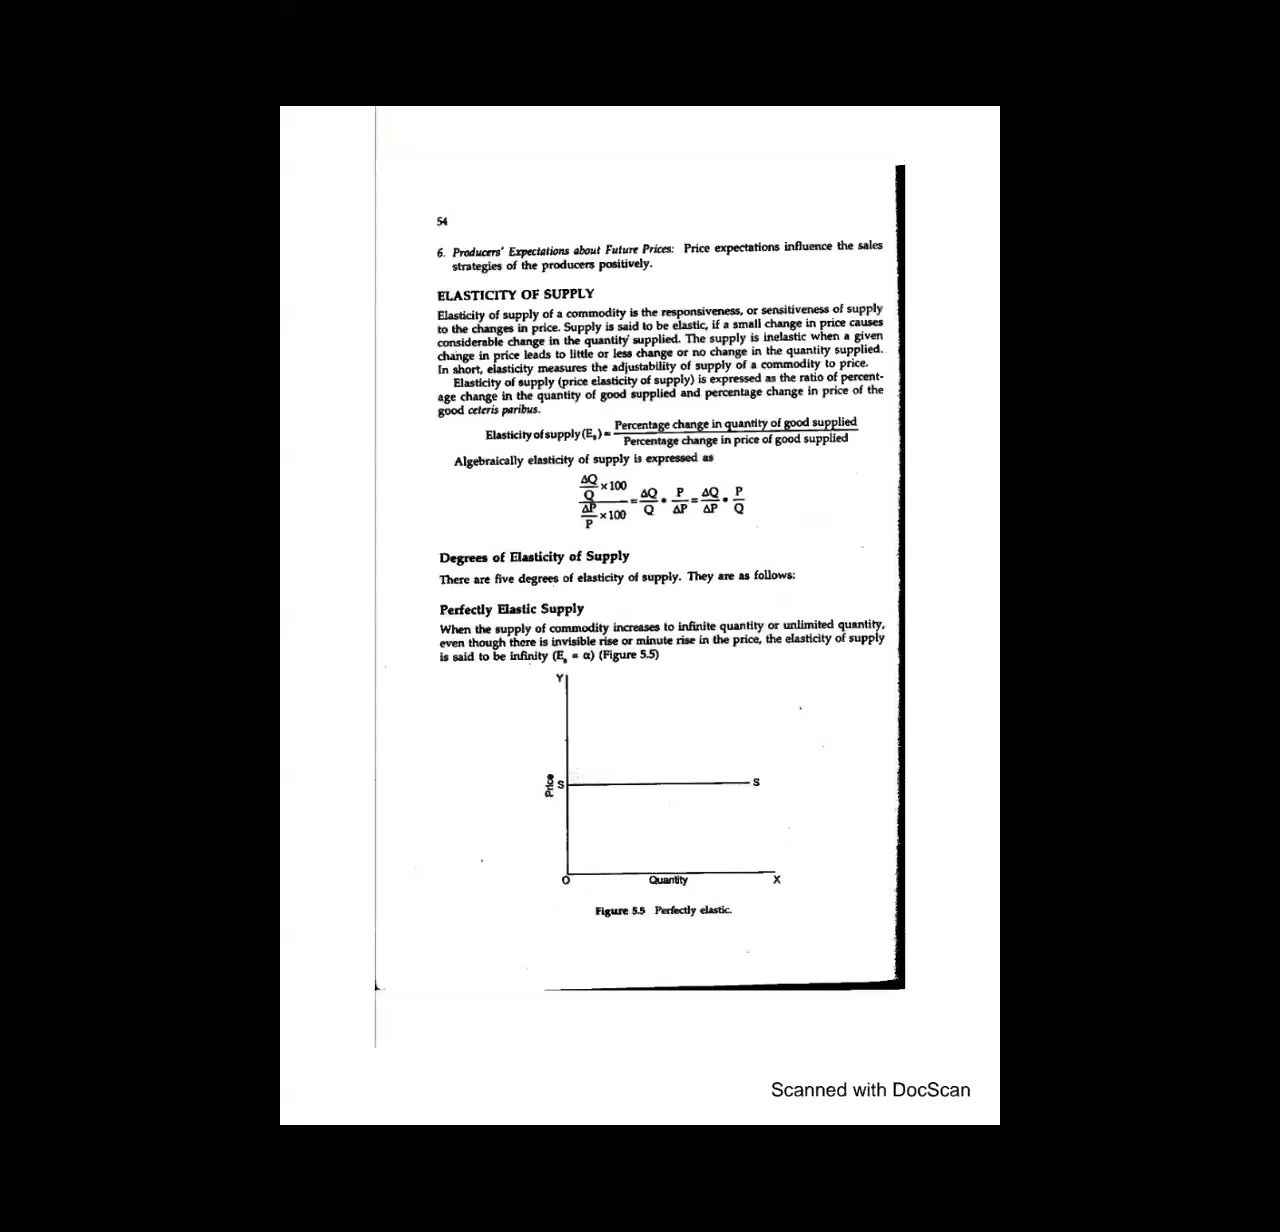 54
6. Producers' Expectations about Future Prices: Price expectations influence the sales
strategies of the producers positively.
ELASTICITY OF SUPPLY
Elasticity of supply of a commodity is the responsiveness, or sensitiveness of supply
to the changes in price. Supply is said to be elastic, if a small change in price causes
considerable change in the quantity supplied. The supply is inelastic when a given
change in price leads to little or less change or no change in the quantity supplied.
In short, elasticity measures the adjustability of supply of a commodity to price.
Elasticity of supply (price elasticity of supply) is expressed as the ratio of percent-
age change in the quantity of good supplied and percentage change in price of the
good ceteris paribus.
Elasticity of supply (Es) = Percentage change in quantity of good supplied
Percentage change in price of good supplied
Algebraically elasticity of supply is expressed as
ΔQ/Q × 100
ΔP/P × 100
= ΔQ/Q • P/ΔP = ΔQ/ΔP • P/Q
Degrees of Elasticity of Supply
There are five degrees of elasticity of supply. They are as follows:
Perfectly Elastic Supply
When the supply of commodity increases to infinite quantity or unlimited quantity,
even though there is invisible rise or minute rise in the price, the elasticity of supply
is said to be infinity (Es = α) (Figure 5.5)
Y
Price
S S
O Quantity X
Figure 5.5 Perfectly elastic.
Scanned with DocScan